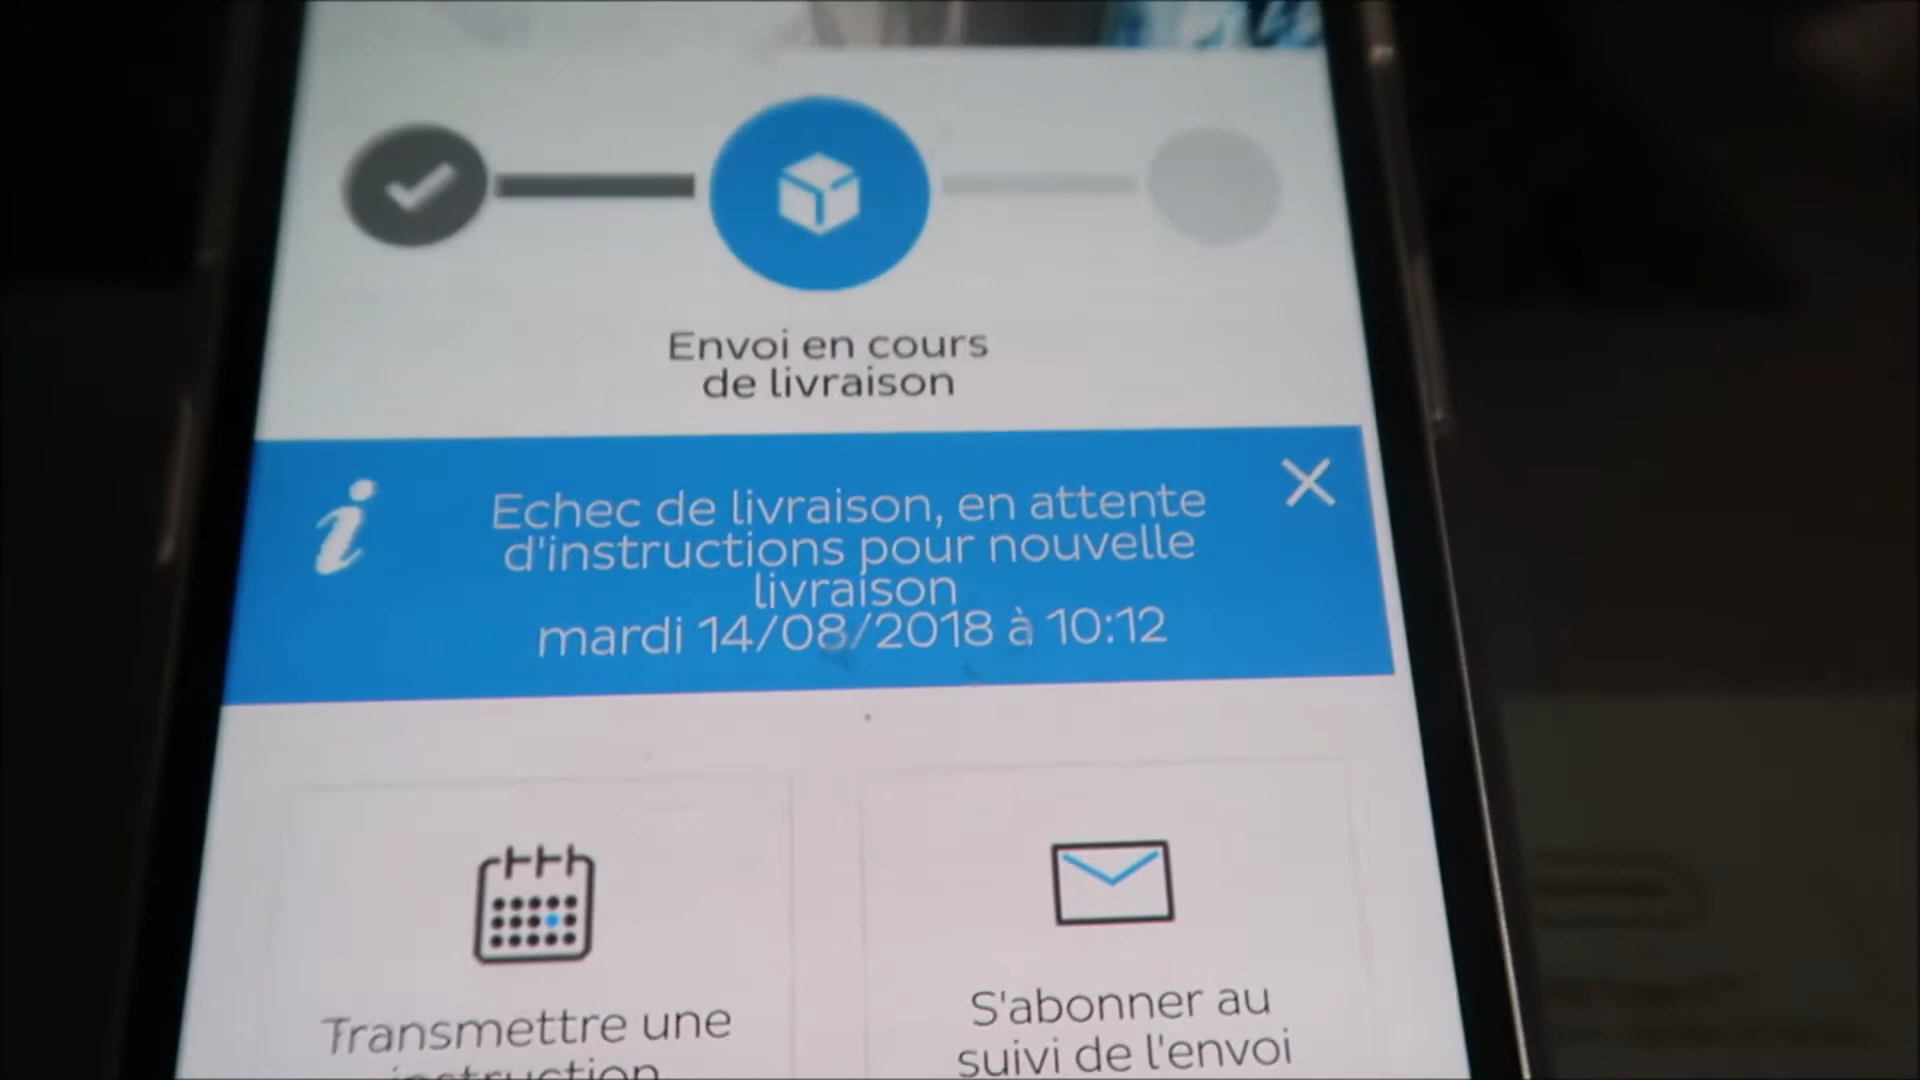 Envoi en cours
de livraison
Echec de livraison, en attente
d'instructions pour nouvelle
livraison
mardi 14/08/2018 à 10:12
Transmettre une
instruction
S'abonner au
suivi de l'envoi